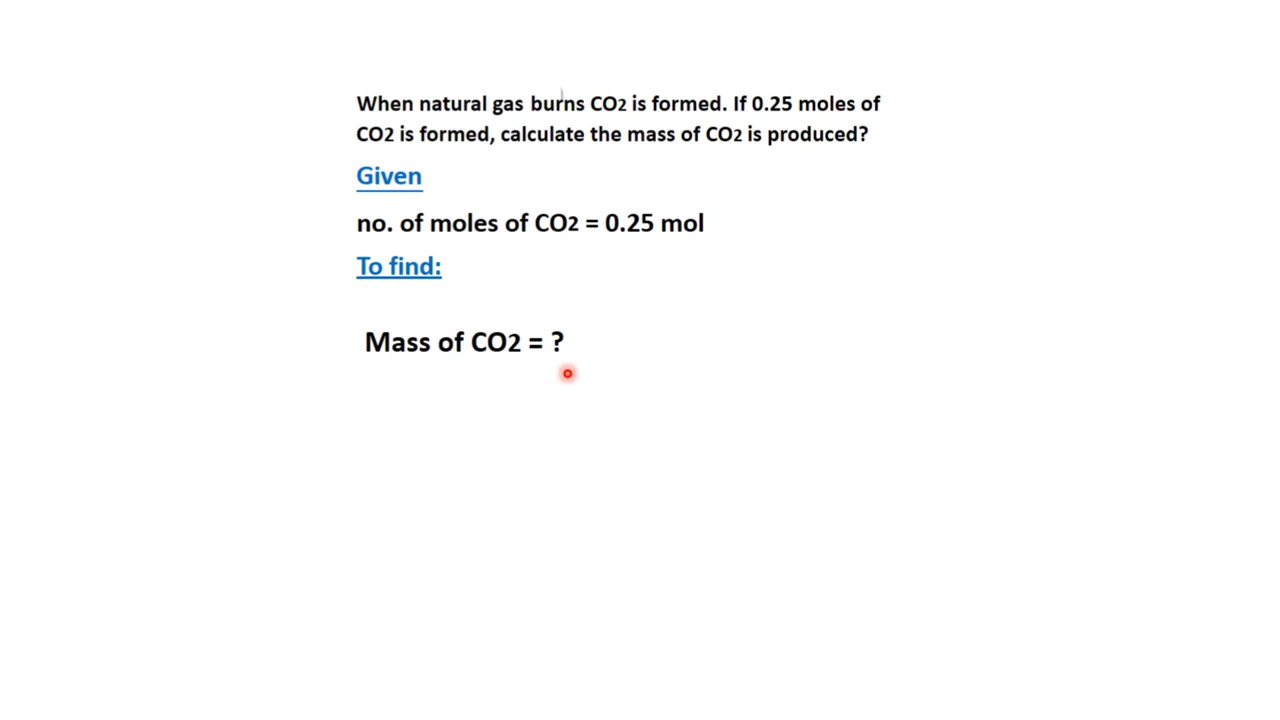 When natural gas burns CO2 is formed. If 0.25 moles of
CO2 is formed, calculate the mass of CO2 is produced?
Given
no. of moles of CO2 = 0.25 mol
To find:
Mass of CO2 = ?